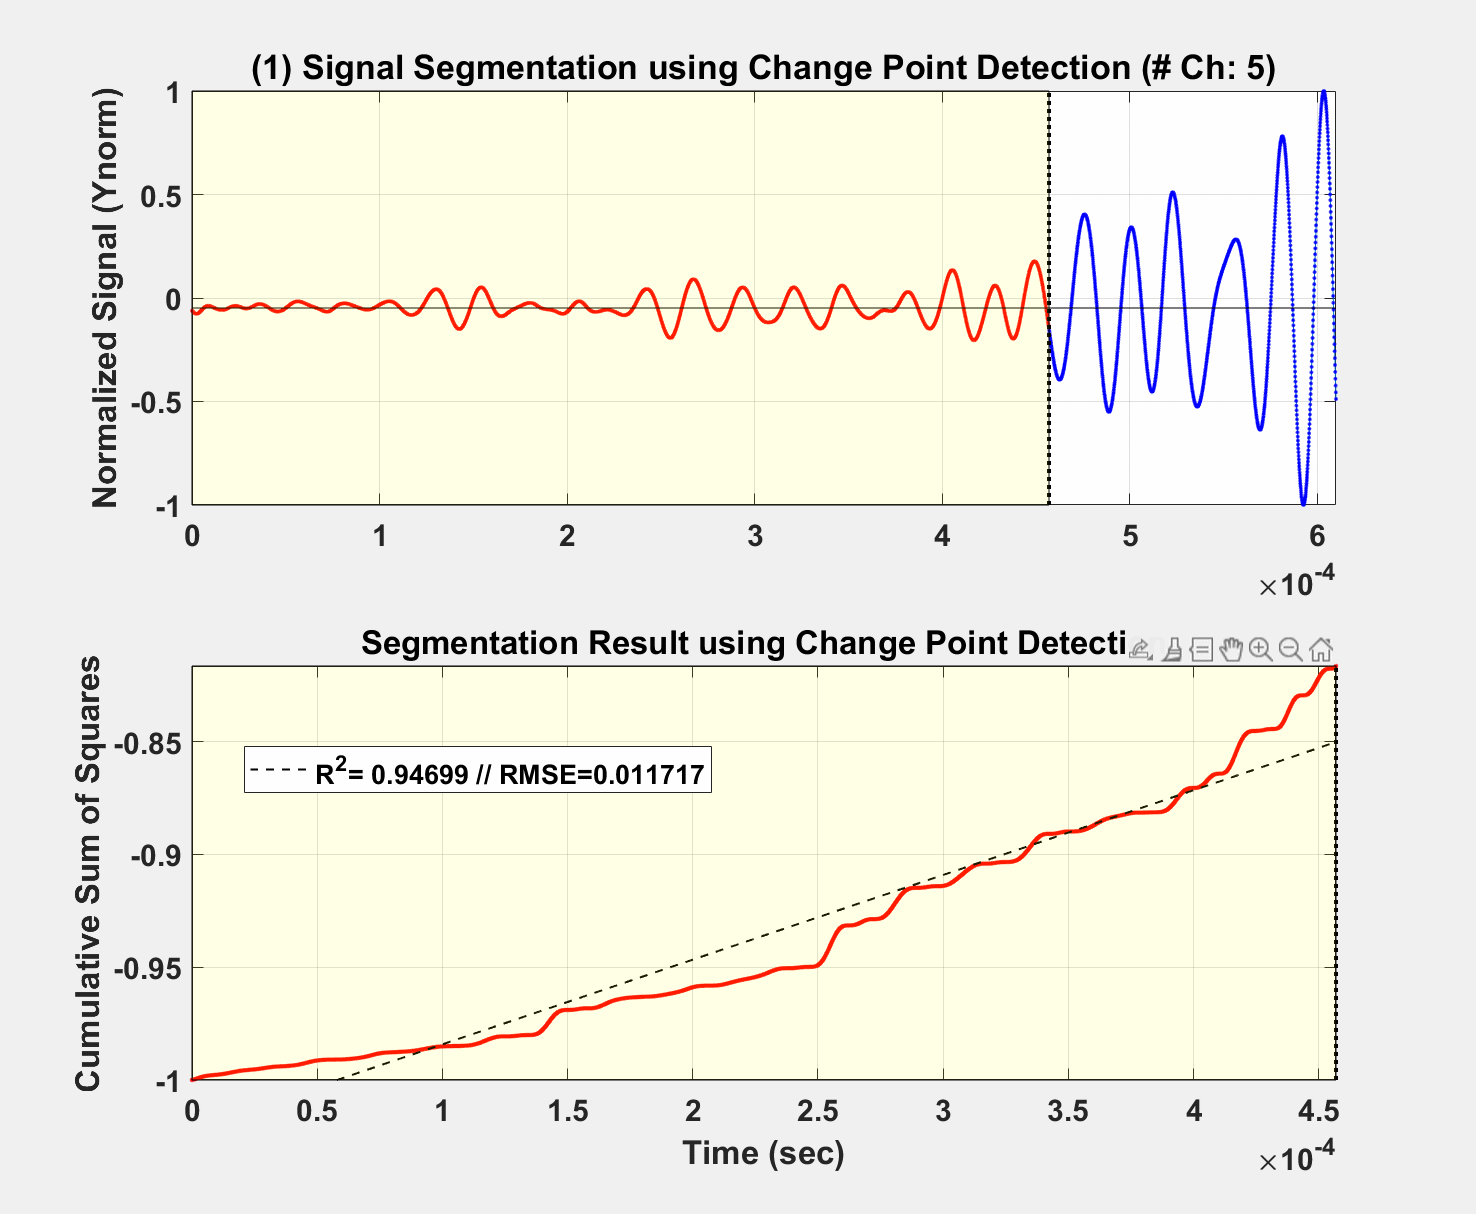 (1) Signal Segmentation using Change Point Detection (# Ch: 5)
Normalized Signal (Ynorm)
1
0.5
0
-0.5
-1
0 1 2 3 4 5 6
×10-4
Segmentation Result using Change Point Detecti
Cumulative Sum of Squares
-0.85
-0.9
-0.95
-1
R2= 0.94699 // RMSE=0.011717
0 0.5 1 1.5 2 2.5 3 3.5 4 4.5
Time (sec)
×10-4